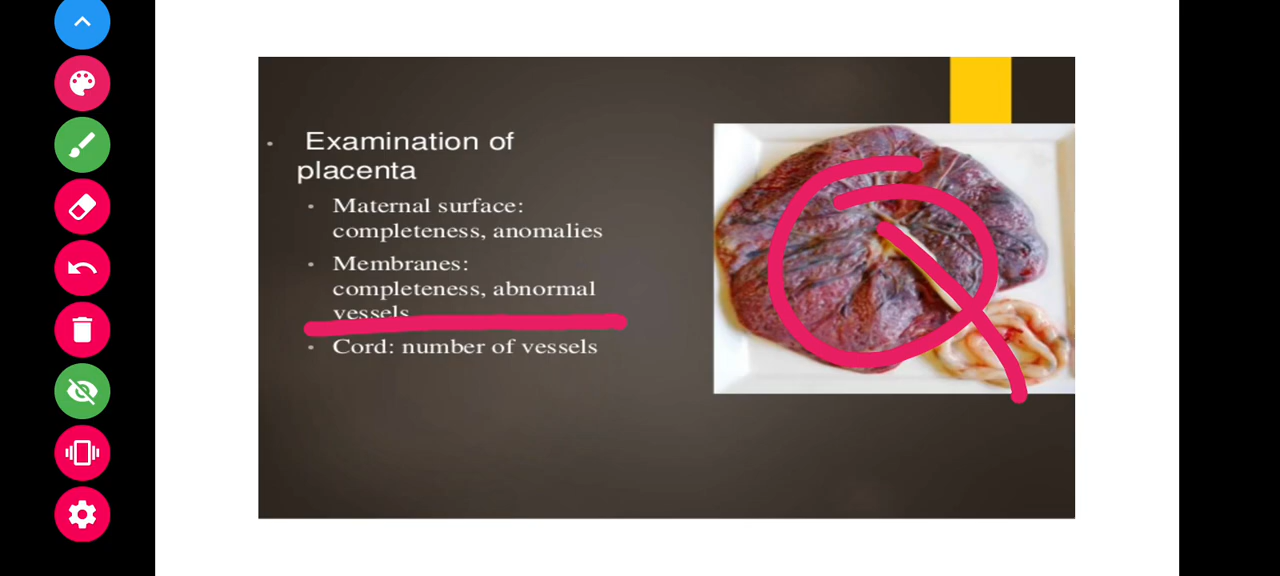 Examination of
placenta
Maternal surface:
completeness, anomalies
Membranes:
completeness, abnormal
vessels
Cord: number of vessels